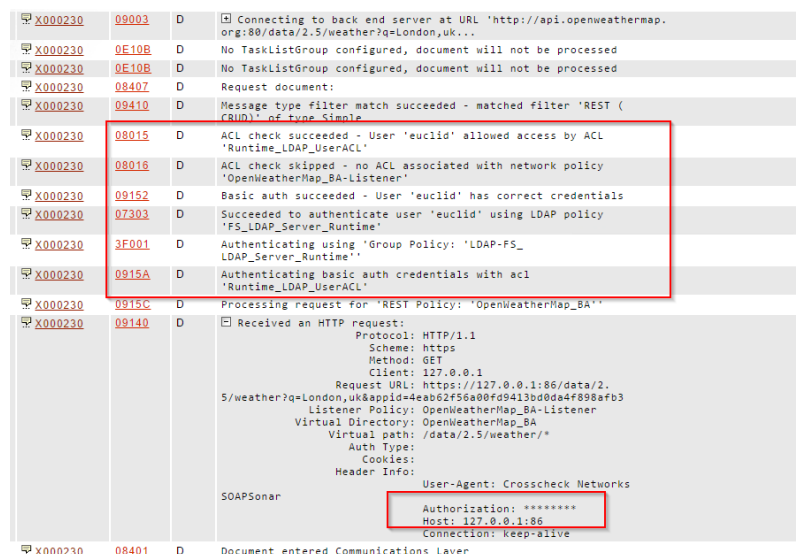 X000230 09003 D Connecting to back end server at URL 'http://api.openweathermap.
org:80/data/2.5/weather?q=London,uk...
X000230 0E10B D No TaskListGroup configured, document will not be processed
X000230 0E10B D No TaskListGroup configured, document will not be processed
X000230 08407 D Request document:
X000230 09410 D Message type filter match succeeded - matched filter 'REST (
CRUD)' of type Simple
X000230 08015 D ACL check succeeded - User 'euclid' allowed access by ACL
'Runtime_LDAP_UserACL'
X000230 08016 D ACL check skipped - no ACL associated with network policy
'OpenWeatherMap_BA-Listener'
X000230 09152 D Basic auth succeeded - User 'euclid' has correct credentials
X000230 07303 D Succeeded to authenticate user 'euclid' using LDAP policy
'FS_LDAP_Server_Runtime'
X000230 3F001 D Authenticating using 'Group Policy: 'LDAP-FS_
LDAP_Server_Runtime''
X000230 0915A D Authenticating basic auth credentials with acl
'Runtime_LDAP_UserACL'
X000230 0915C D Processing request for 'REST Policy: 'OpenWeatherMap_BA''
X000230 09140 D Received an HTTP request:
Protocol: HTTP/1.1
Scheme: https
Method: GET
Client: 127.0.0.1
Request URL: https://127.0.0.1:86/data/2.
5/weather?q=London,uk&appid=4eab62f56a00fd9413bd0da4f898afb3
Listener Policy: OpenWeatherMap_BA-Listener
Virtual Directory: OpenWeatherMap_BA
Virtual path: /data/2.5/weather/*
Auth Type:
Cookies:
Header Info:
User-Agent: Crosscheck Networks
SOAPSonar
Authorization: ********
Host: 127.0.0.1:86
Connection: keep-alive
X000230 08401 D Document entered Communications Layer